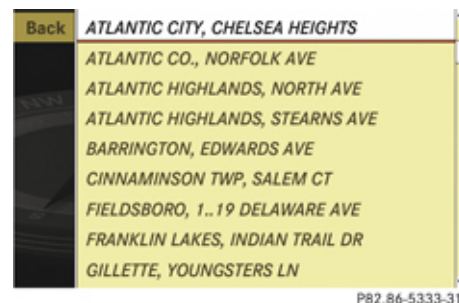 Back
ATLANTIC CITY, CHELSEA HEIGHTS
ATLANTIC CO., NORFOLK AVE
ATLANTIC HIGHLANDS, NORTH AVE
ATLANTIC HIGHLANDS, STEARNS AVE
BARRINGTON, EDWARDS AVE
CINNAMINSON TWP, SALEM CT
FIELDSBORO, 1..19 DELAWARE AVE
FRANKLIN LAKES, INDIAN TRAIL DR
GILLETTE, YOUNGSTERS LN
NW
P82.86-5333-31